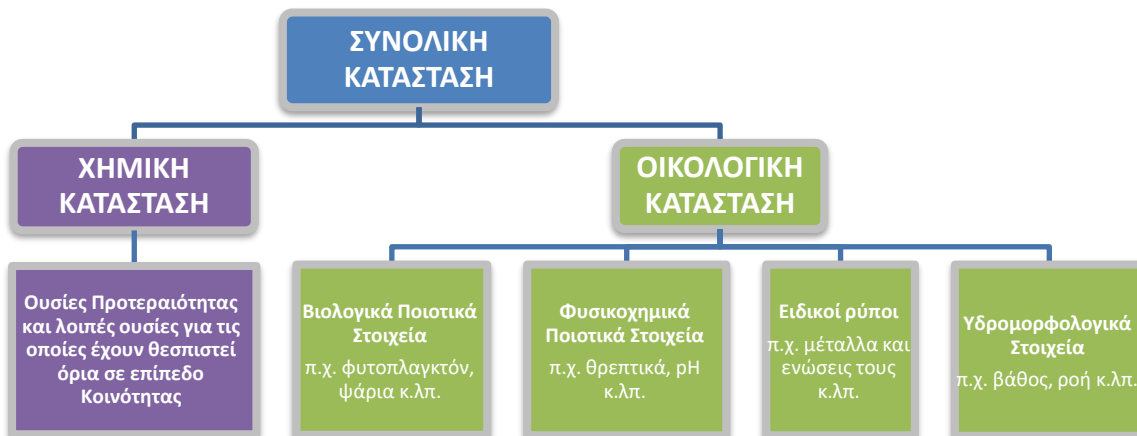 ΣΥΝΟΛΙΚΗ
ΚΑΤΑΣΤΑΣΗ
ΧΗΜΙΚΗ
ΚΑΤΑΣΤΑΣΗ
ΟΙΚΟΛΟΓΙΚΗ
ΚΑΤΑΣΤΑΣΗ
Ουσίες Προτεραιότητας
και λοιπές ουσίες για τις
οποίες έχουν θεσπιστεί
όρια σε επίπεδο
Κοινότητας
Βιολογικά Ποιοτικά
Στοιχεία
π.χ. φυτοπλαγκτόν,
ψάρια κ.λπ.
Φυσικοχημικά
Ποιοτικά Στοιχεία
π.χ. θρεπτικά, pH
κ.λπ.
Ειδικοί ρύποι
π.χ. μέταλλα και
ενώσεις τους
κ.λπ.
Υδρομορφολογικά
Στοιχεία
π.χ. βάθος, ροή κ.λπ.